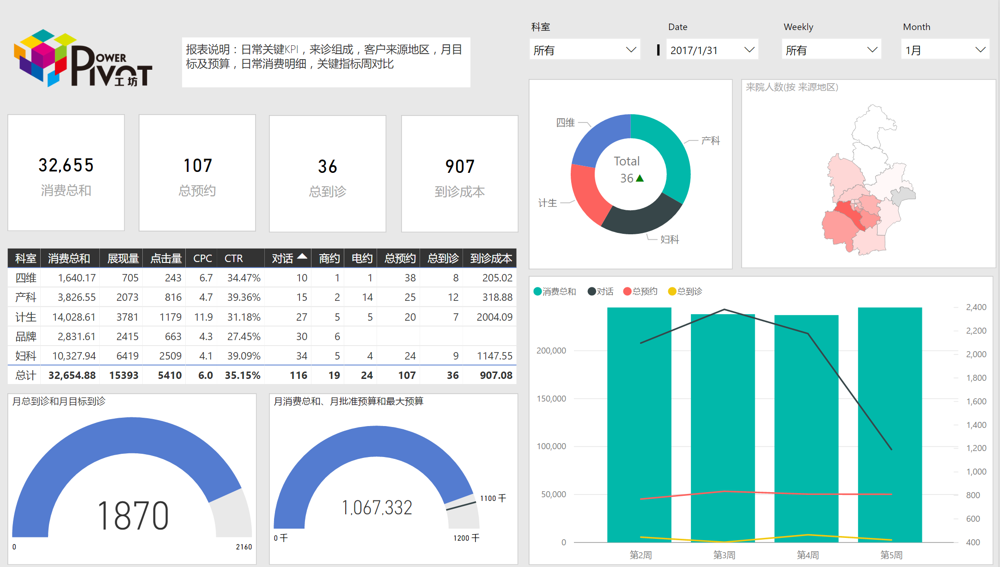 POWER
PIVOT
工坊
报表说明：日常关键KPI，来诊组成，客户来源地区，月目
标及预算，日常消费明细，关键指标周对比
科室
所有
Date
2017/1/31
Weekly
所有
Month
1月
32,655
消费总和
107
总预约
36
总到诊
907
到诊成本
四维
产科
计生
妇科
Total
36
来院人数(按 来源地区)
科室 消费总和 展现量 点击量 CPC CTR 对话 商约 电约 总预约 总到诊 到诊成本
四维 1,640.17 705 243 6.7 34.47% 10 1 1 38 8 205.02
产科 3,826.55 2073 816 4.7 39.36% 15 2 14 25 12 318.88
计生 14,028.61 3781 1179 11.9 31.18% 27 5 5 20 7 2004.09
品牌 2,831.61 2415 663 4.3 27.45% 30 6
妇科 10,327.94 6419 2509 4.1 39.09% 34 5 4 24 9 1147.55
总计 32,654.88 15393 5410 6.0 35.15% 116 19 24 107 36 907.08
月总到诊和月目标到诊
1870
0
2160
月消费总和、月批准预算和最大预算
1,067,332
1100 千
0 千
1200 千
消费总和 对话 总预约 总到诊
200,000
150,000
100,000
50,000
0
2,400
2,200
2,000
1,800
1,600
1,400
1,200
1,000
800
600
400
第2周 第3周 第4周 第5周